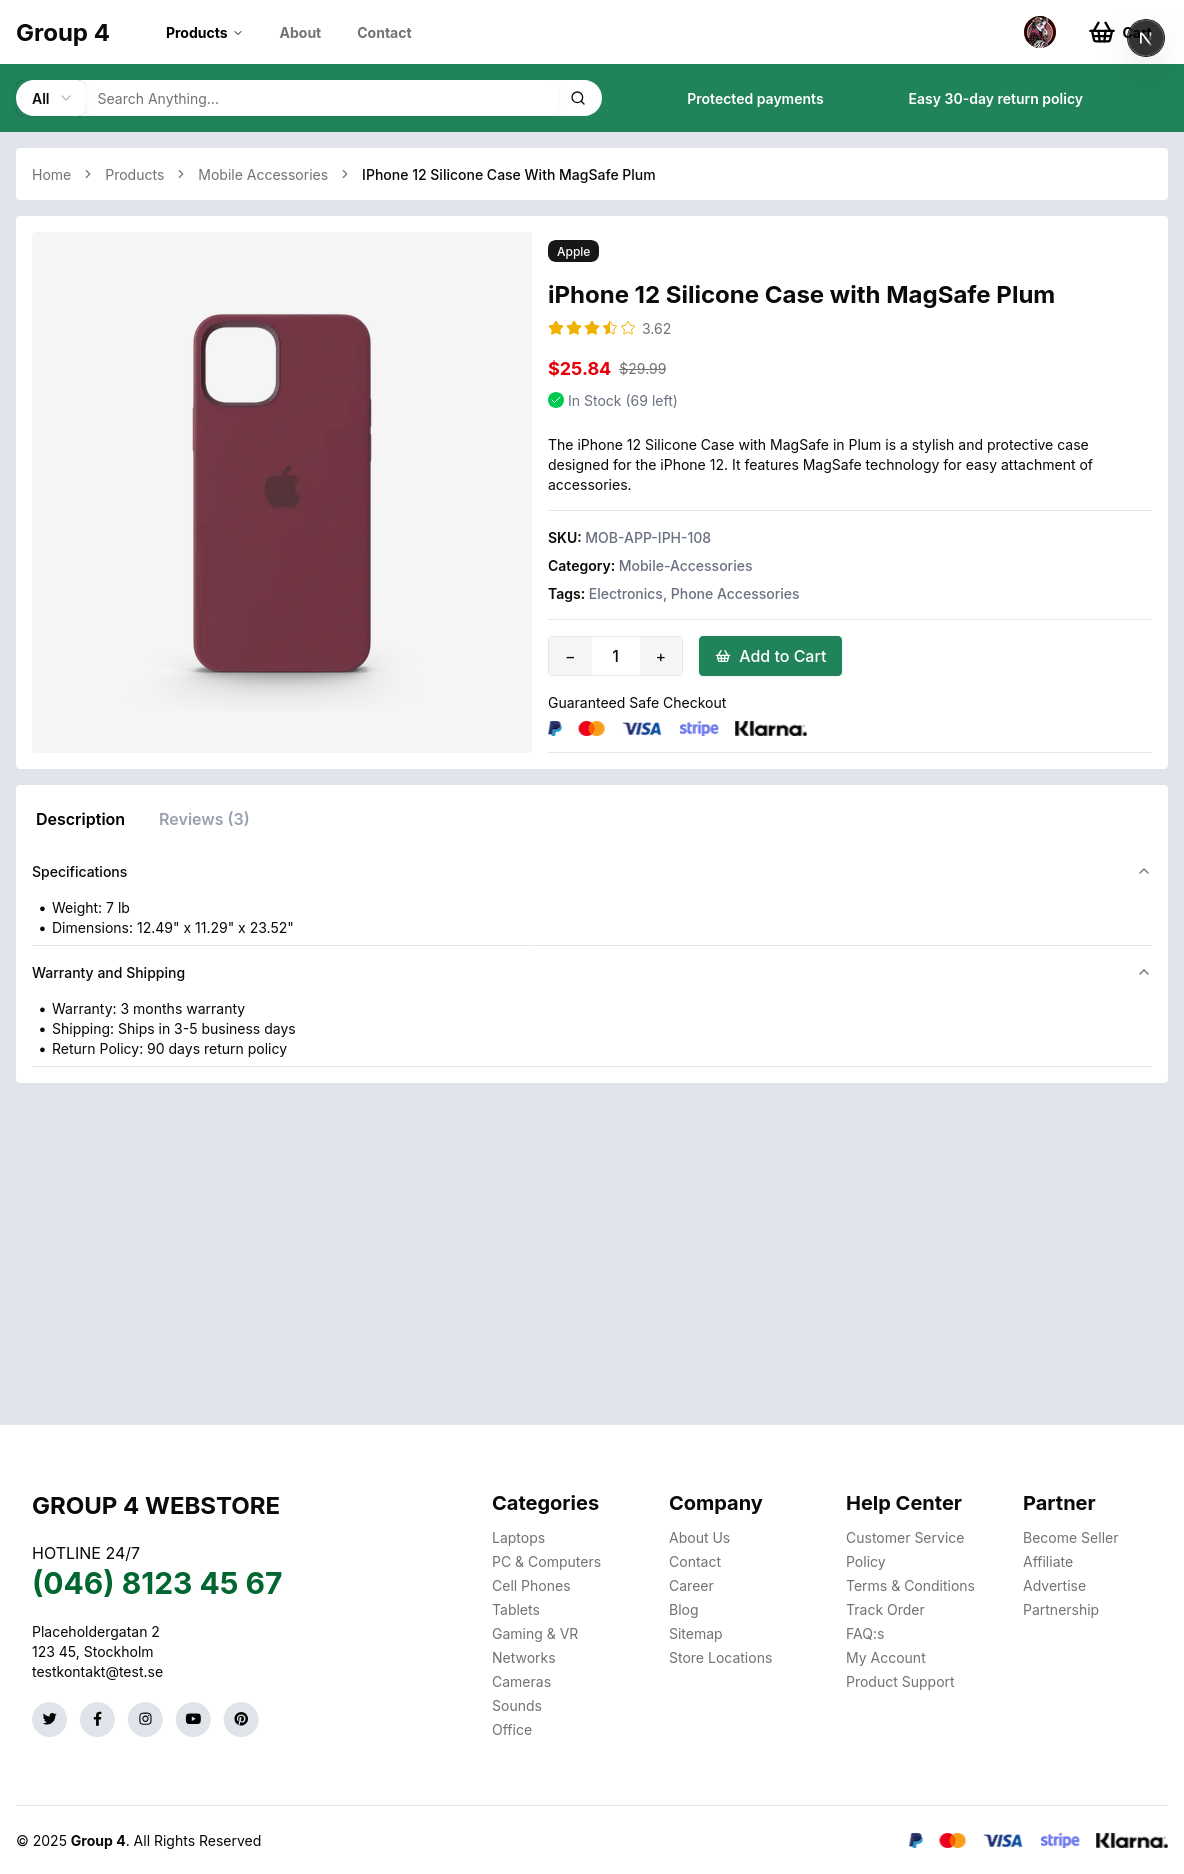 Group 4
Products
About
Contact
All
Search Anything...
Protected payments
Easy 30-day return policy
Home
Products
Mobile Accessories
IPhone 12 Silicone Case With MagSafe Plum
Apple
iPhone 12 Silicone Case with MagSafe Plum
3.62
$25.84 $29.99
In Stock (69 left)
The iPhone 12 Silicone Case with MagSafe in Plum is a stylish and protective case
designed for the iPhone 12. It features MagSafe technology for easy attachment of
accessories.
SKU: MOB-APP-IPH-108
Category: Mobile-Accessories
Tags: Electronics, Phone Accessories
− 1 +
Add to Cart
Guaranteed Safe Checkout
VISA stripe Klarna.
Description
Reviews (3)
Specifications
• Weight: 7 lb
• Dimensions: 12.49" x 11.29" x 23.52"
Warranty and Shipping
• Warranty: 3 months warranty
• Shipping: Ships in 3-5 business days
• Return Policy: 90 days return policy
GROUP 4 WEBSTORE
HOTLINE 24/7
(046) 8123 45 67
Placeholdergatan 2
123 45, Stockholm
testkontakt@test.se
Categories
Laptops
PC & Computers
Cell Phones
Tablets
Gaming & VR
Networks
Cameras
Sounds
Office
Company
About Us
Contact
Career
Blog
Sitemap
Store Locations
Help Center
Customer Service
Policy
Terms & Conditions
Track Order
FAQ:s
My Account
Product Support
Partner
Become Seller
Affiliate
Advertise
Partnership
© 2025 Group 4. All Rights Reserved
VISA stripe Klarna.